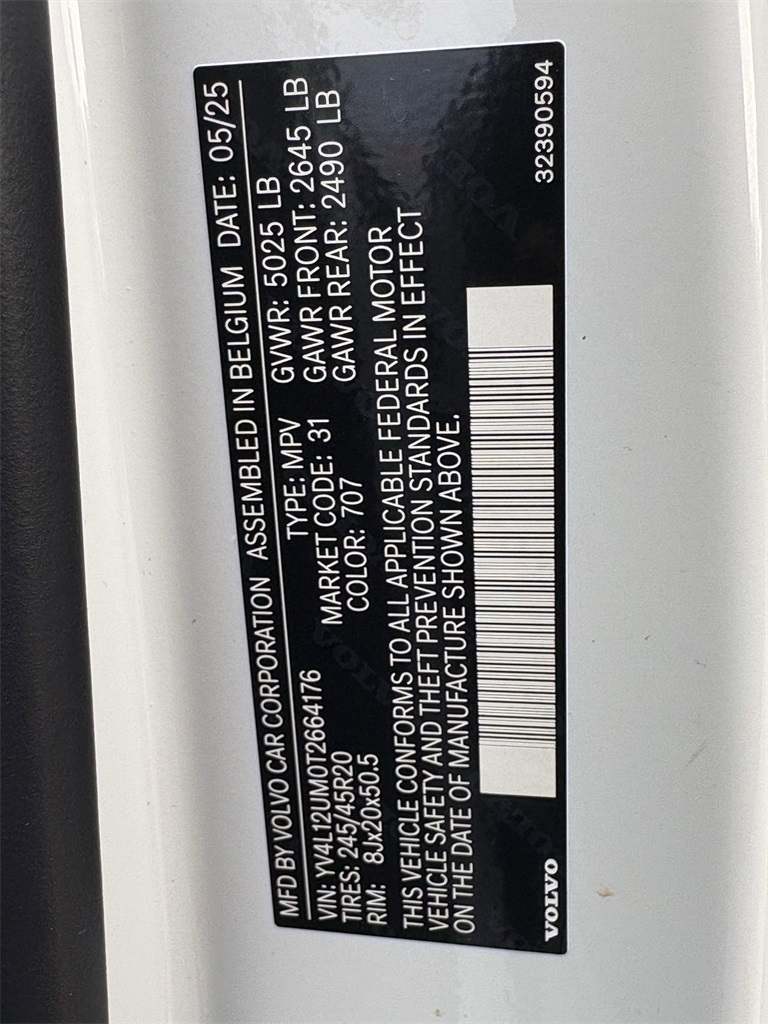 MFD BY VOLVO CAR CORPORATION ASSEMBLED IN BELGIUM DATE: 05/25
VIN: YV4L12UM0T2664176 TYPE: MPV GVWR: 5025 LB
TIRES: 245/45R20 MARKET CODE: 31 GAWR FRONT: 2645 LB
RIM: 8Jx20x50.5 COLOR: 707 GAWR REAR: 2490 LB
THIS VEHICLE CONFORMS TO ALL APPLICABLE FEDERAL MOTOR
VEHICLE SAFETY AND THEFT PREVENTION STANDARDS IN EFFECT
ON THE DATE OF MANUFACTURE SHOWN ABOVE.
VOLVO 32390594